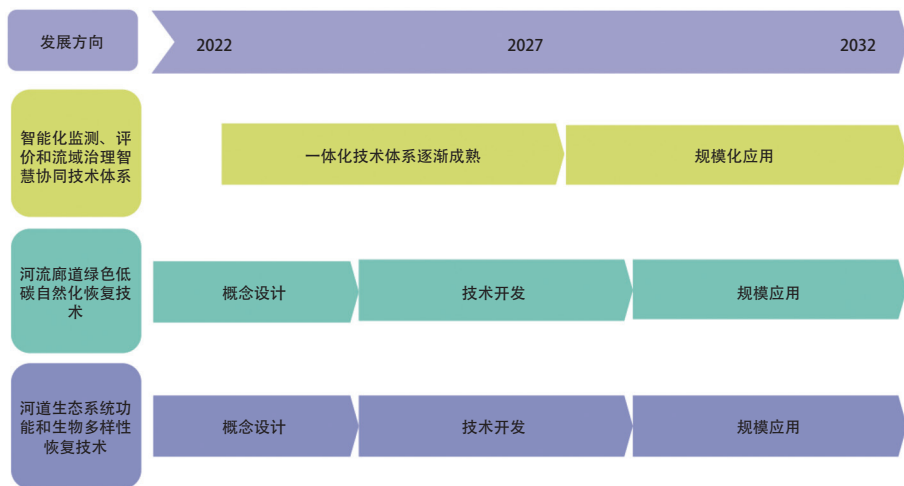 发展方向
2022
2027
2032
智能化监测、评
价和流域治理智
慧协同技术体系
一体化技术体系逐渐成熟
规模化应用
河流廊道绿色低
碳自然化恢复技
术
概念设计
技术开发
规模应用
河道生态系统功
能和生物多样性
恢复技术
概念设计
技术开发
规模应用